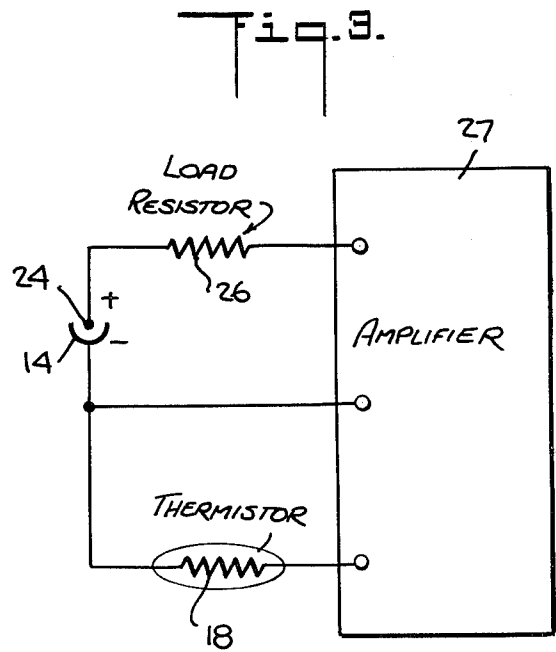 Fig.3.
27
LOAD
RESISTOR
26
24
+
14
-
AMPLIFIER
THERMISTOR
18